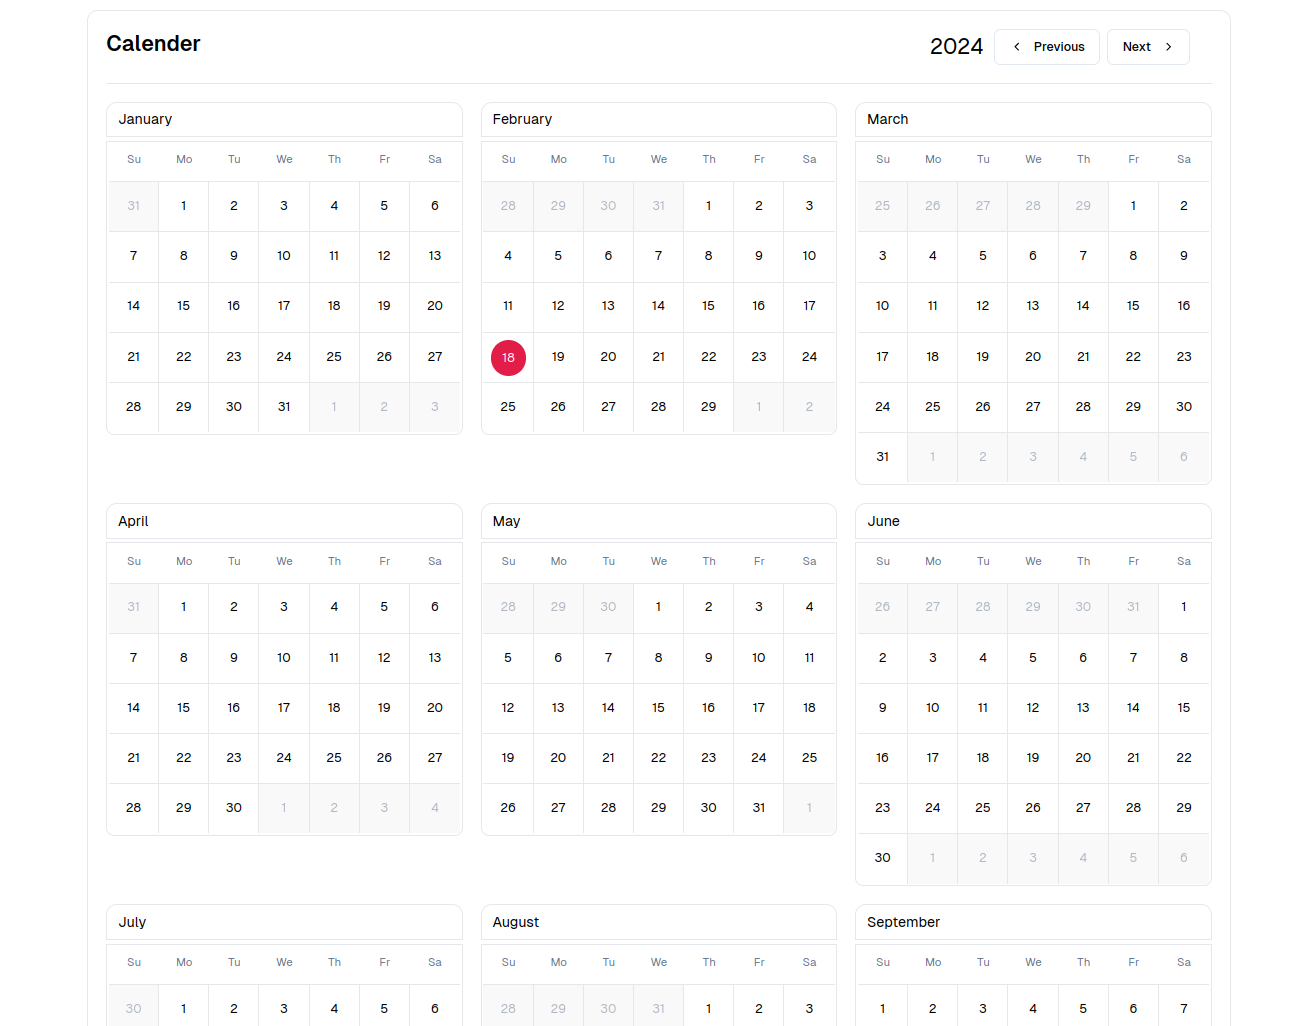 Calender
2024 Previous Next
January February March
Su Mo Tu We Th Fr Sa Su Mo Tu We Th Fr Sa Su Mo Tu We Th Fr Sa
31 1 2 3 4 5 6 28 29 30 31 1 2 3 25 26 27 28 29 1 2
7 8 9 10 11 12 13 4 5 6 7 8 9 10 3 4 5 6 7 8 9
14 15 16 17 18 19 20 11 12 13 14 15 16 17 10 11 12 13 14 15 16
21 22 23 24 25 26 27 18 19 20 21 22 23 24 17 18 19 20 21 22 23
28 29 30 31 1 2 3 25 26 27 28 29 1 2 24 25 26 27 28 29 30
31 1 2 3 4 5 6
April May June
Su Mo Tu We Th Fr Sa Su Mo Tu We Th Fr Sa Su Mo Tu We Th Fr Sa
31 1 2 3 4 5 6 28 29 30 1 2 3 4 26 27 28 29 30 31 1
7 8 9 10 11 12 13 5 6 7 8 9 10 11 2 3 4 5 6 7 8
14 15 16 17 18 19 20 12 13 14 15 16 17 18 9 10 11 12 13 14 15
21 22 23 24 25 26 27 19 20 21 22 23 24 25 16 17 18 19 20 21 22
28 29 30 1 2 3 4 26 27 28 29 30 31 1 23 24 25 26 27 28 29
30 1 2 3 4 5 6
July August September
Su Mo Tu We Th Fr Sa Su Mo Tu We Th Fr Sa Su Mo Tu We Th Fr Sa
30 1 2 3 4 5 6 28 29 30 31 1 2 3 1 2 3 4 5 6 7